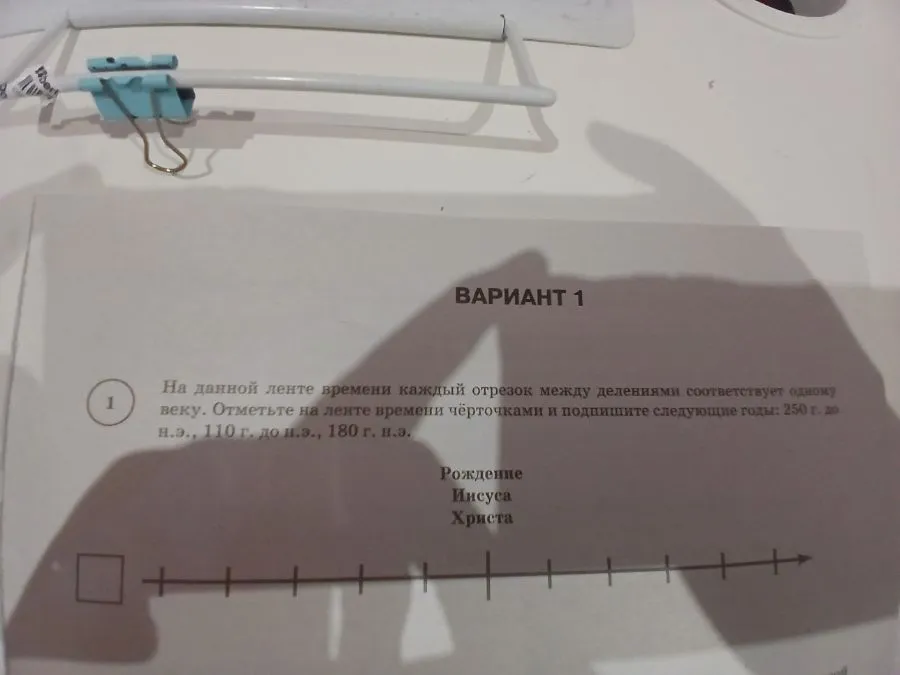 ВАРИАНТ 1
1 На данной ленте времени каждый отрезок между делениями соответствует одному
веку. Отметьте на ленте времени чёрточками и подпишите следующие годы: 250 г. до
н.э., 110 г. до н.э., 180 г. н.э.
Рождение
Иисуса
Христа